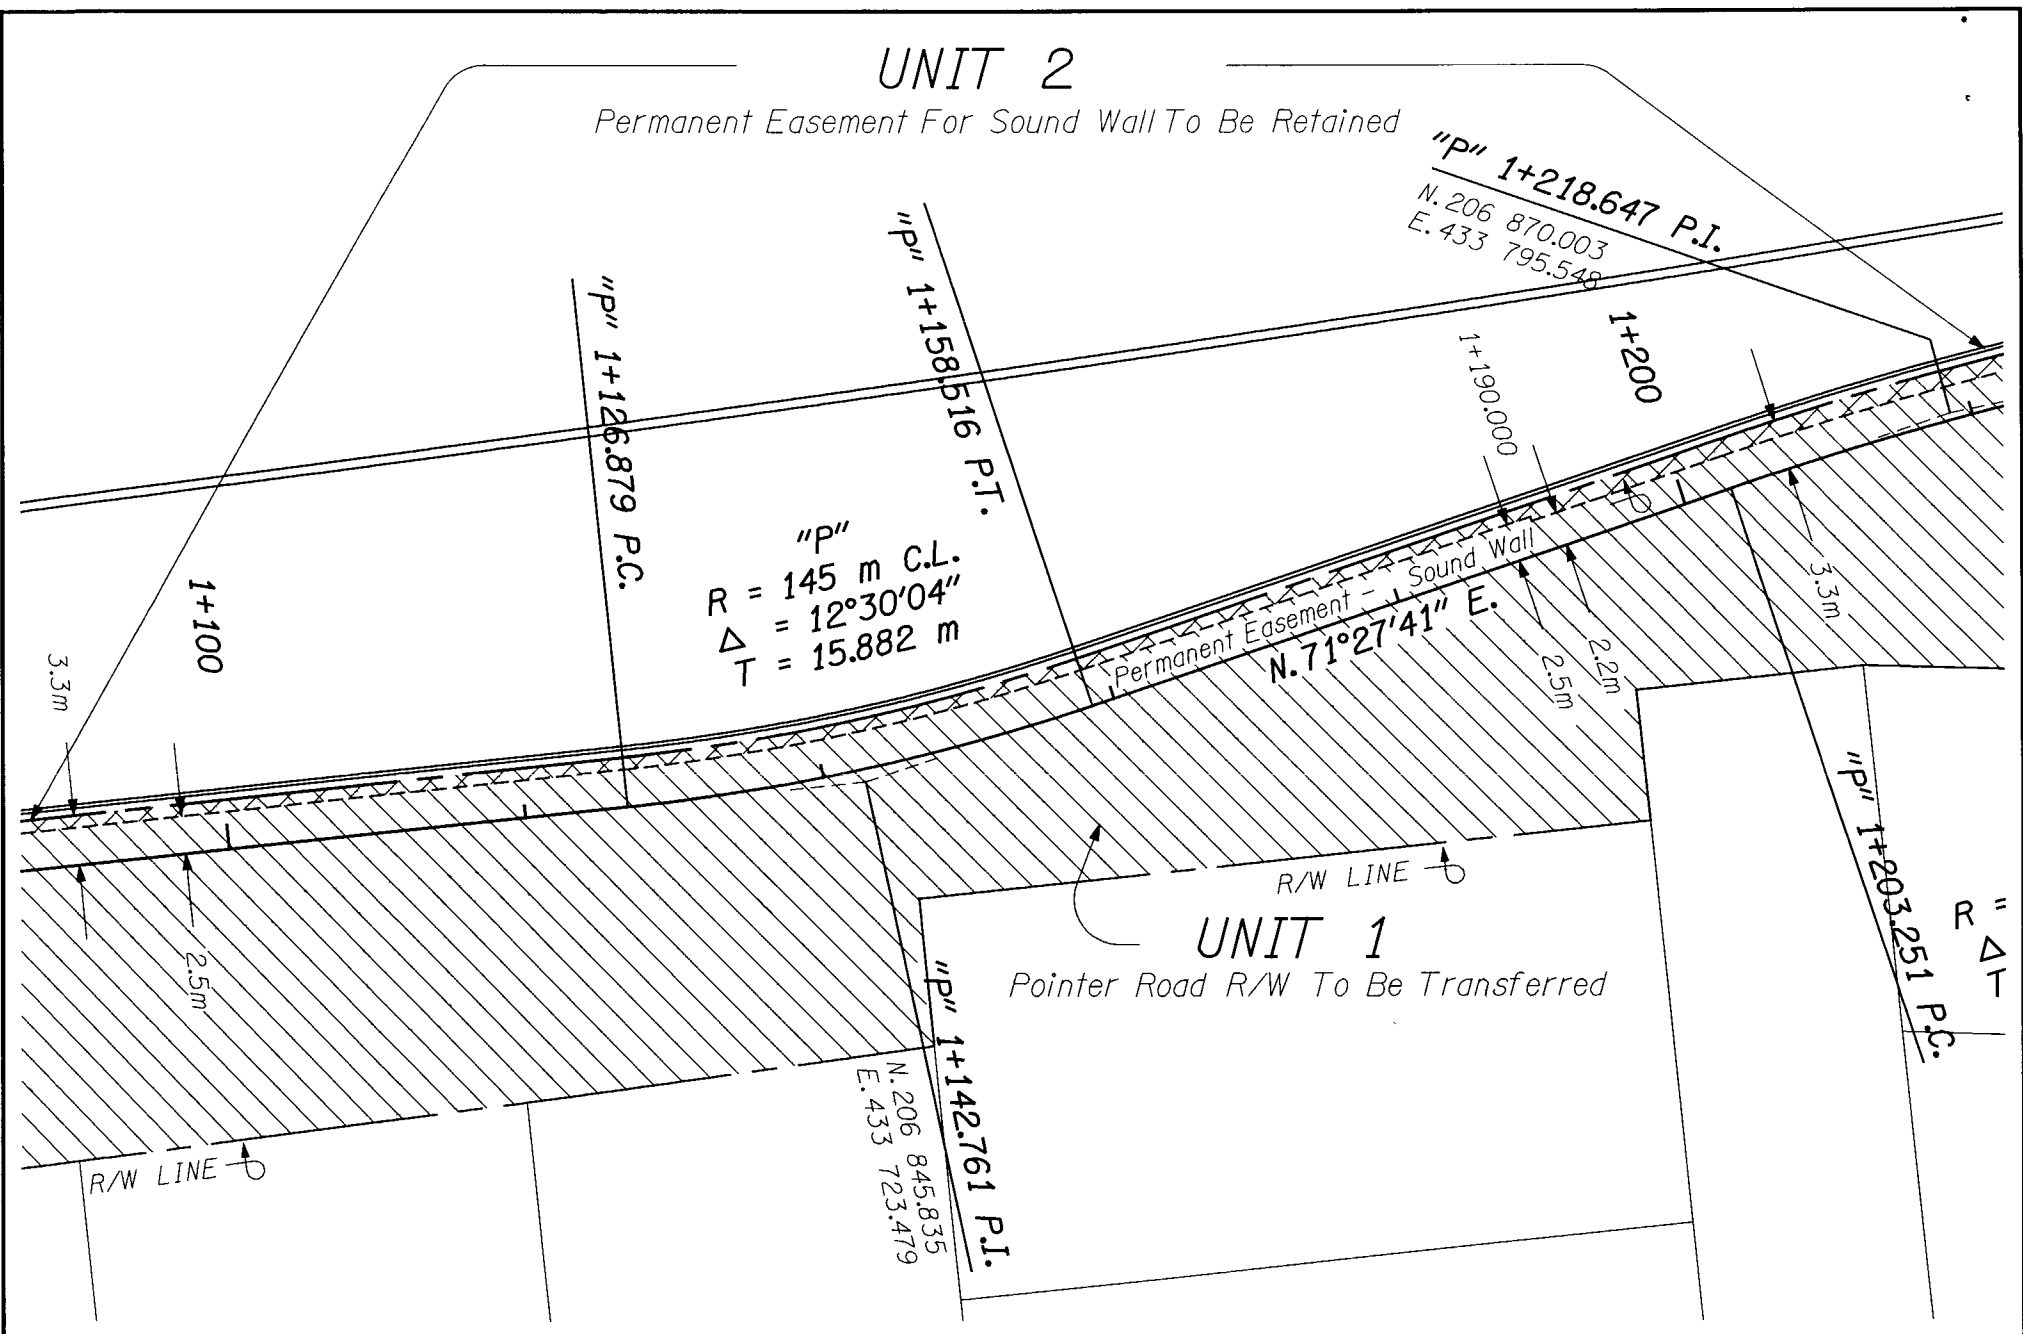 UNIT 2
Permanent Easement For Sound Wall To Be Retained
"P" 1+218.647 P.I.
N. 206 870.003
E. 433 795.548
"P" 1+158.516 P.T.
"P" 1+126.879 P.C.
1+200
1+190.000
"P"
R = 145 m C.L.
Δ = 12°30'04"
T = 15.882 m
1+100
3.3m
Permanent Easement - Sound Wall
N. 71°27'41" E.
3.3m
2.2m
2.5m
"P" 1+203.251 P.C.
R =
Δ
T
R/W LINE
UNIT 1
Pointer Road R/W To Be Transferred
2.5m
"P" 1+142.761 P.I.
N. 206 845.835
E. 433 723.479
R/W LINE